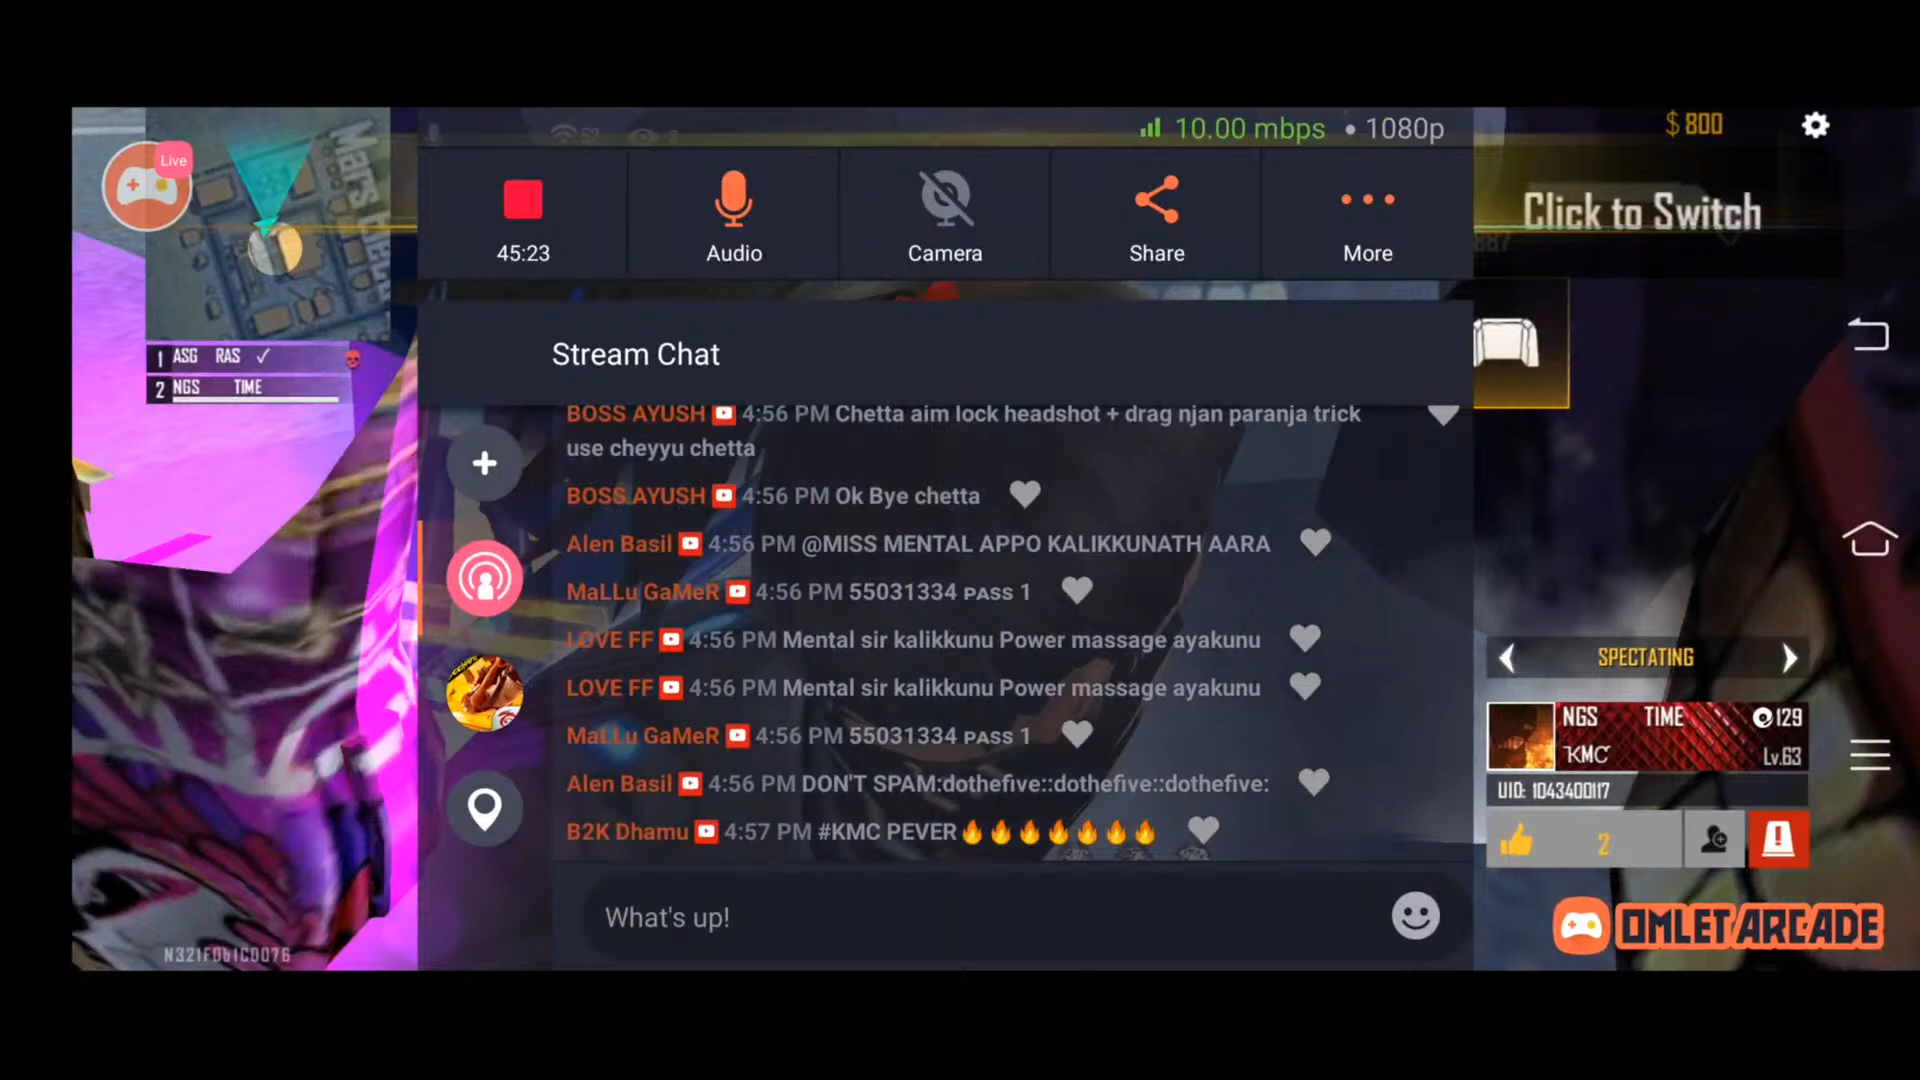 10.00 mbps • 1080p
$ 800
Live
Click to Switch
45:23
Audio
Camera
Share
More
1 ASG RAS ✓
2 NGS TIME
Stream Chat
BOSS AYUSH 4:56 PM Chetta aim lock headshot + drag njan paranja trick
use cheyyu chetta
BOSS AYUSH 4:56 PM Ok Bye chetta
Alen Basil 4:56 PM @MISS MENTAL APPO KALIKKUNATH AARA
MaLLu GaMeR 4:56 PM 55031334 ᴘᴀss 1
LOVE FF 4:56 PM Mental sir kalikkunu Power massage ayakunu
LOVE FF 4:56 PM Mental sir kalikkunu Power massage ayakunu
MaLLu GaMeR 4:56 PM 55031334 ᴘᴀss 1
Alen Basil 4:56 PM DON'T SPAM:dothefive::dothefive::dothefive:
B2K Dhamu 4:57 PM #KMC PEVER🔥🔥🔥🔥🔥🔥🔥
What's up!
SPECTATING
NGS TIME 129
KMC Lv.63
UID: 1043400117
2
OMLET ARCADE